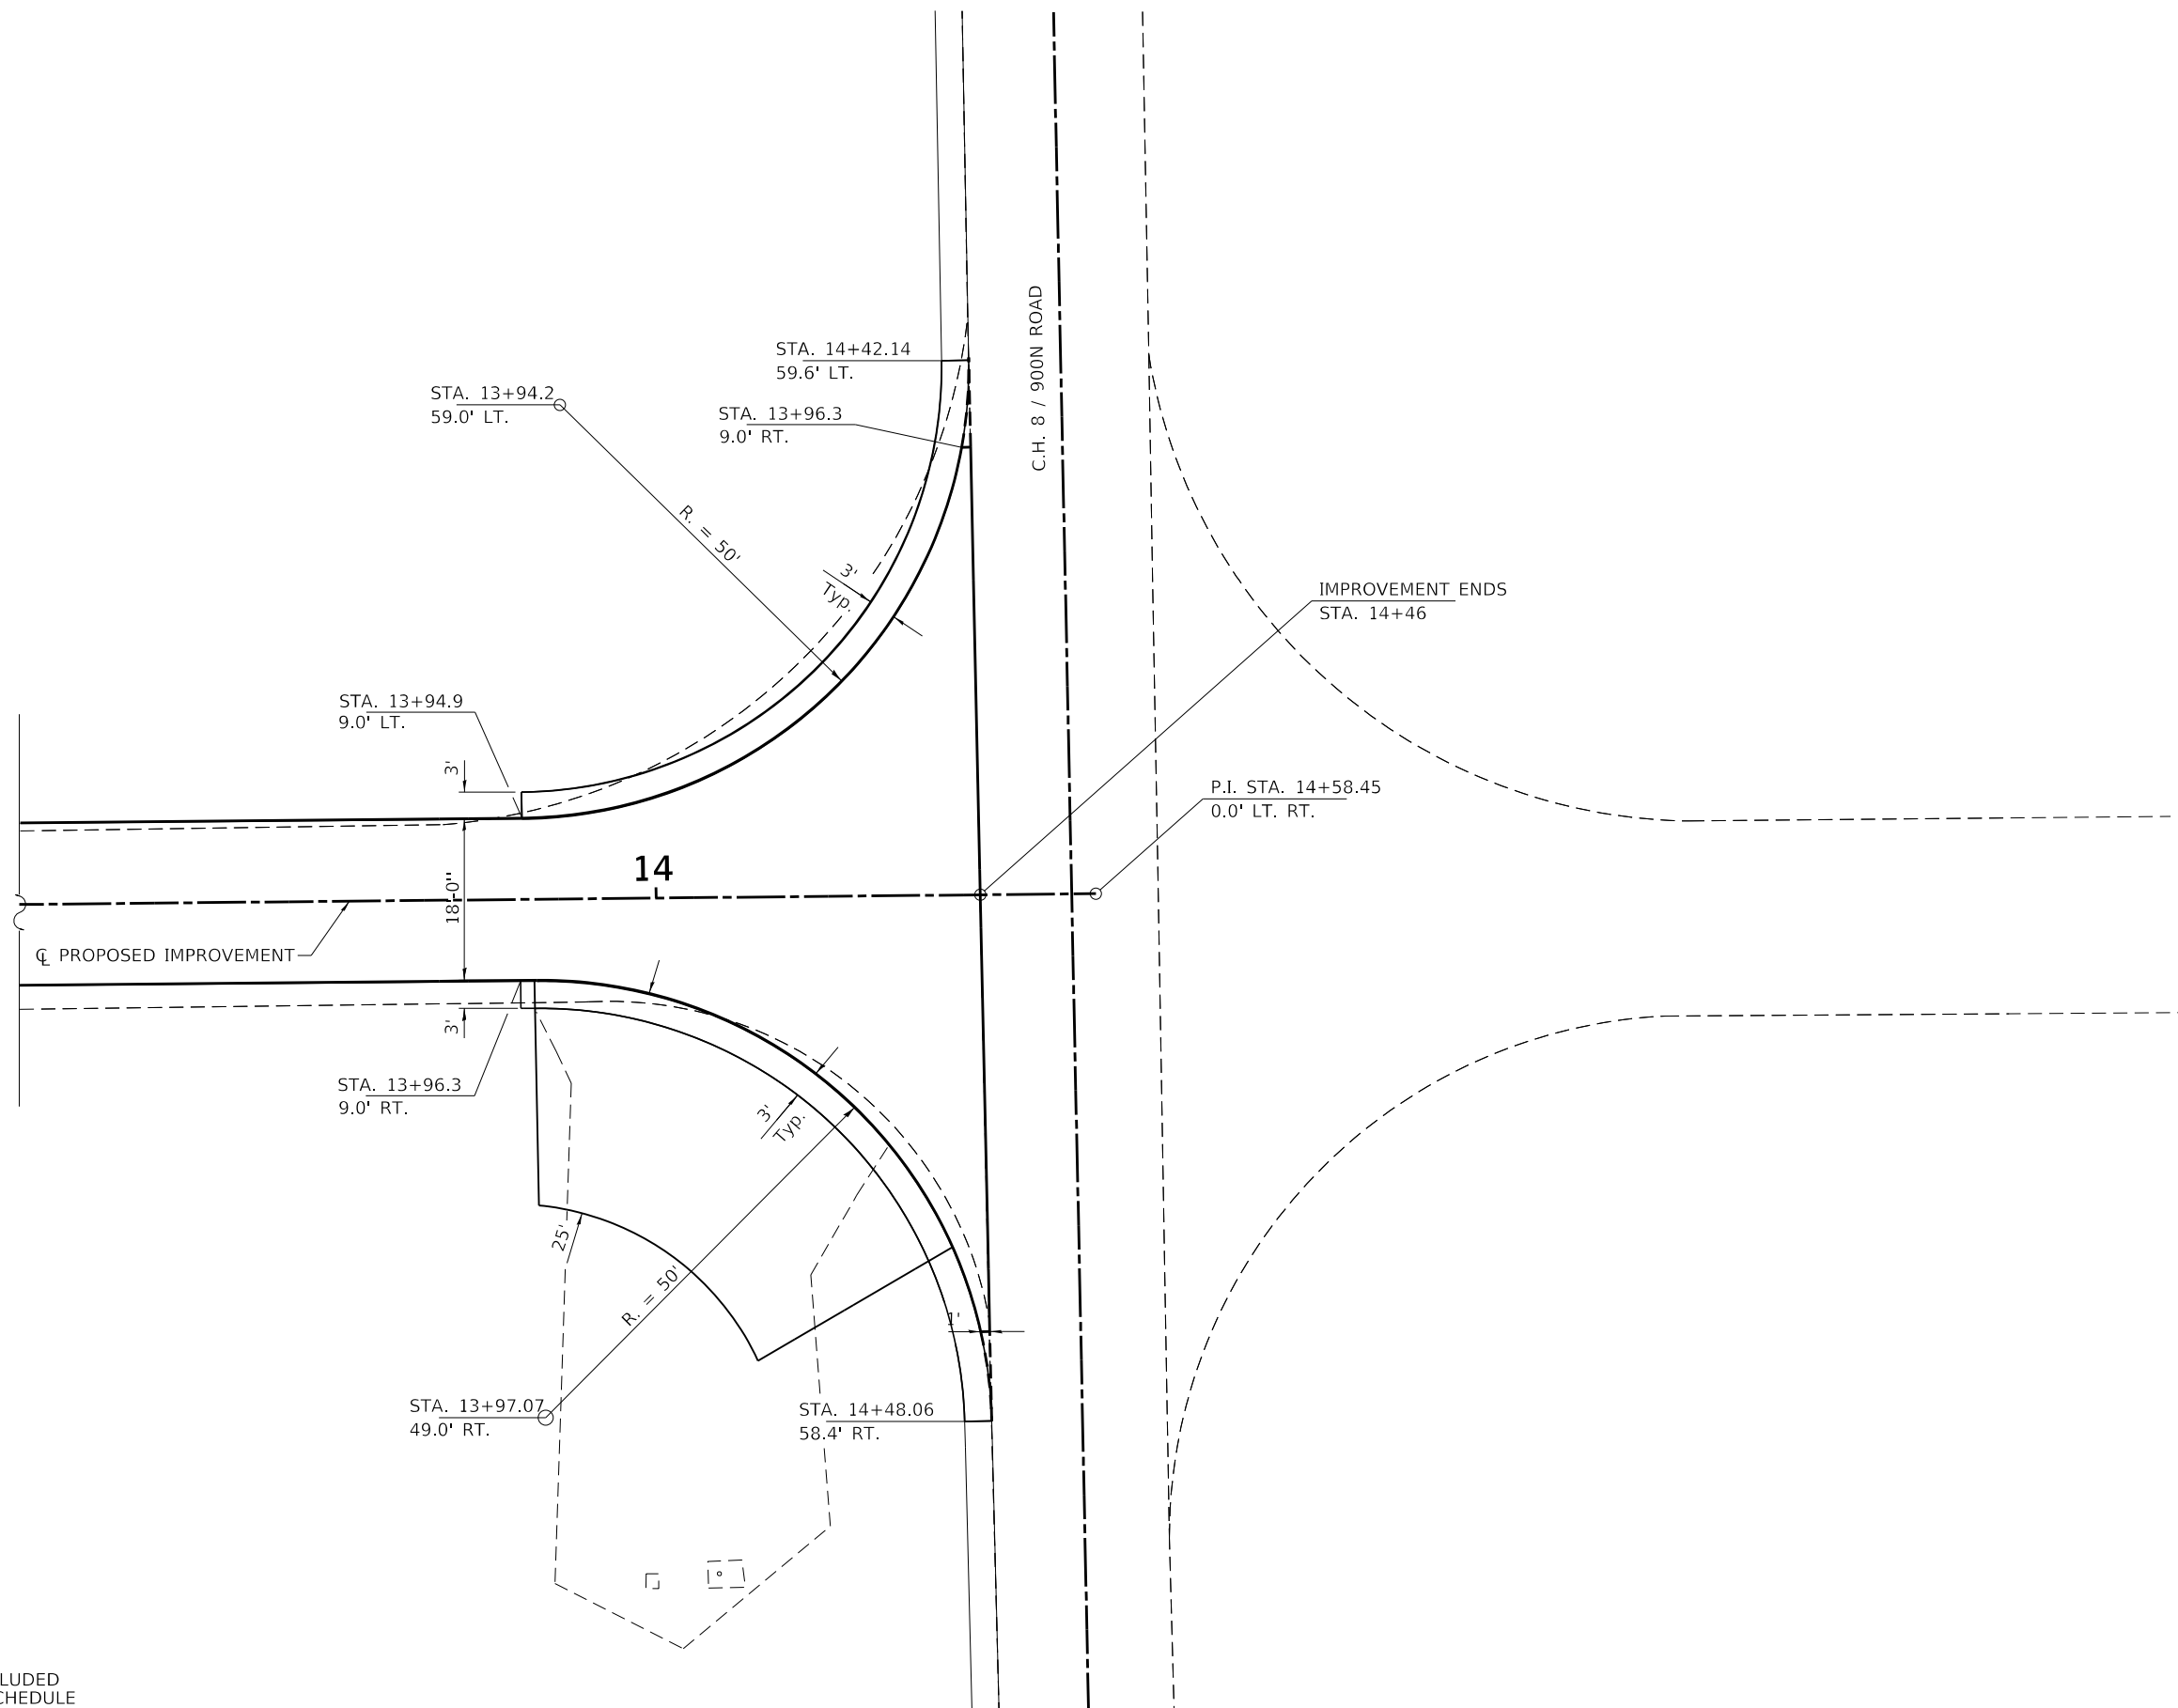 STA. 14+42.14
59.6' LT.
STA. 13+94.2
59.0' LT.
STA. 13+96.3
9.0' RT.
C.H. 8 / 900N ROAD
R. = 50'
3'
Typ.
IMPROVEMENT ENDS
STA. 14+46
STA. 13+94.9
9.0' LT.
3'
P.I. STA. 14+58.45
0.0' LT. RT.
14
18'-0"
℄ PROPOSED IMPROVEMENT
3'
STA. 13+96.3
9.0' RT.
3'
Typ.
25'
R. = 50'
1'
STA. 13+97.07
49.0' RT.
STA. 14+48.06
58.4' RT.
LUDED
CHEDULE